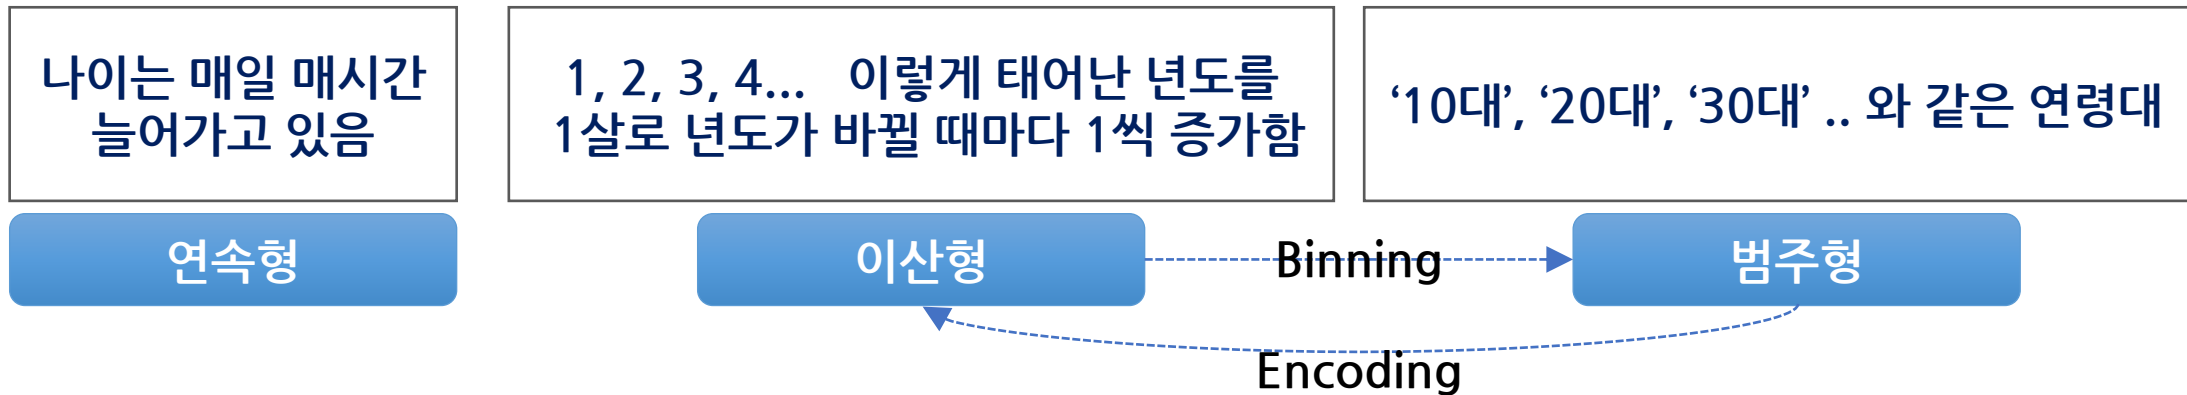 나이는 매일 매시간
늘어가고 있음
1, 2, 3, 4... 이렇게 태어난 년도를
1살로 년도가 바뀔 때마다 1씩 증가함
‘10대’, ‘20대’, ‘30대’ .. 와 같은 연령대
연속형
이산형
Binning
범주형
Encoding